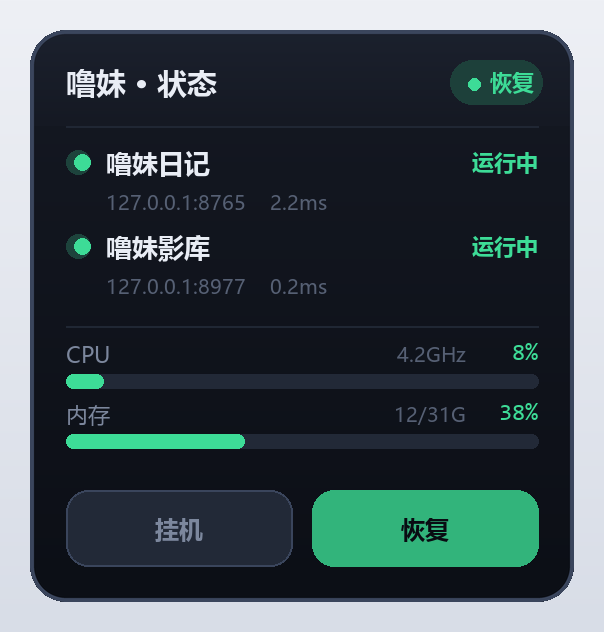 噜妹 • 状态
恢复
噜妹日记 运行中
127.0.0.1:8765 2.2ms
噜妹影库 运行中
127.0.0.1:8977 0.2ms
CPU 4.2GHz 8%
内存 12/31G 38%
挂机 恢复